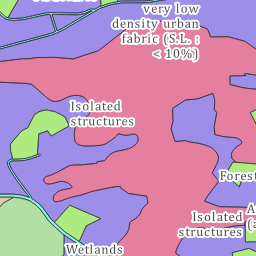 very low
density urban
fabric (S.L. :
< 10%)
Isolated
structures
Forest
Isolated
structures
A
(a
Wetlands